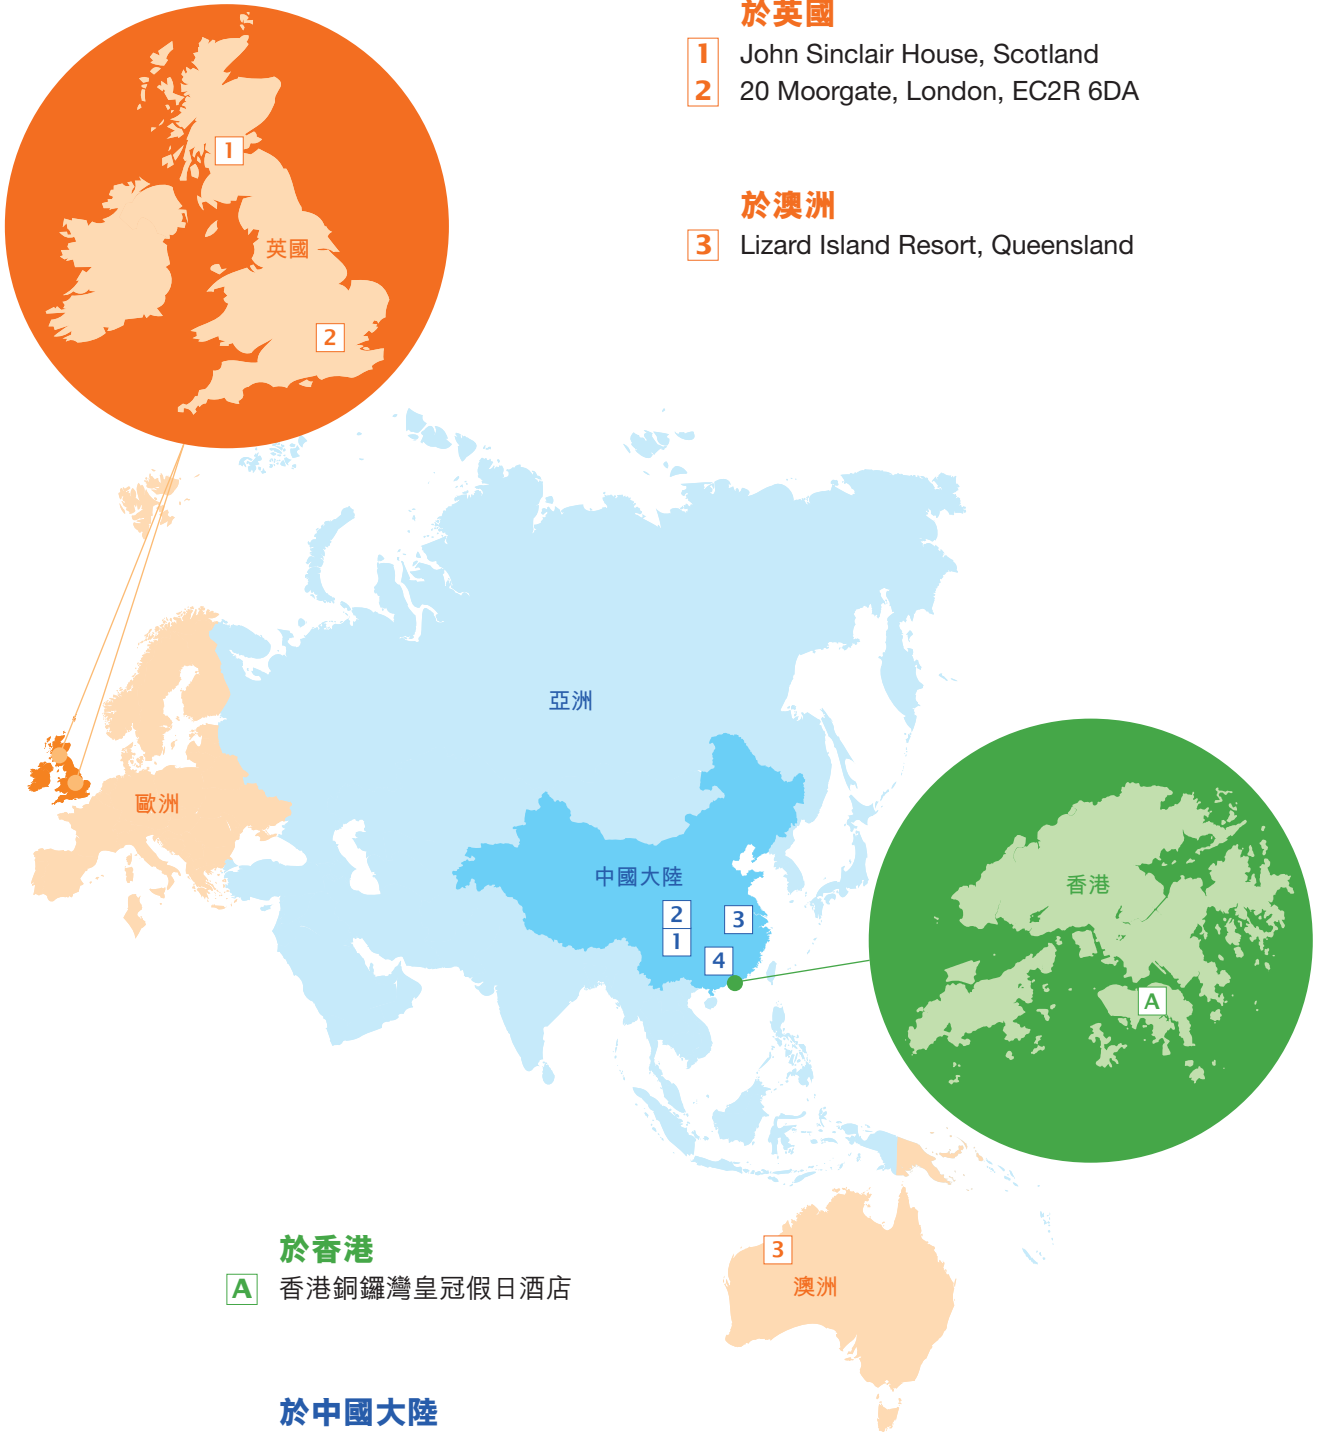 於英國
1 John Sinclair House, Scotland
2 20 Moorgate, London, EC2R 6DA
於澳洲
3 Lizard Island Resort, Queensland
1
英國
2
亞洲
歐洲
中國大陸
2
3
1
4
香港
A
於香港
A 香港銅鑼灣皇冠假日酒店
3
澳洲
於中國大陸